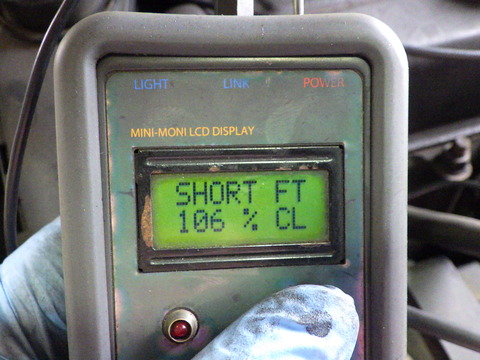 LIGHT LINK POWER
MINI-MONI LCD DISPLAY
SHORT FT
106 % CL